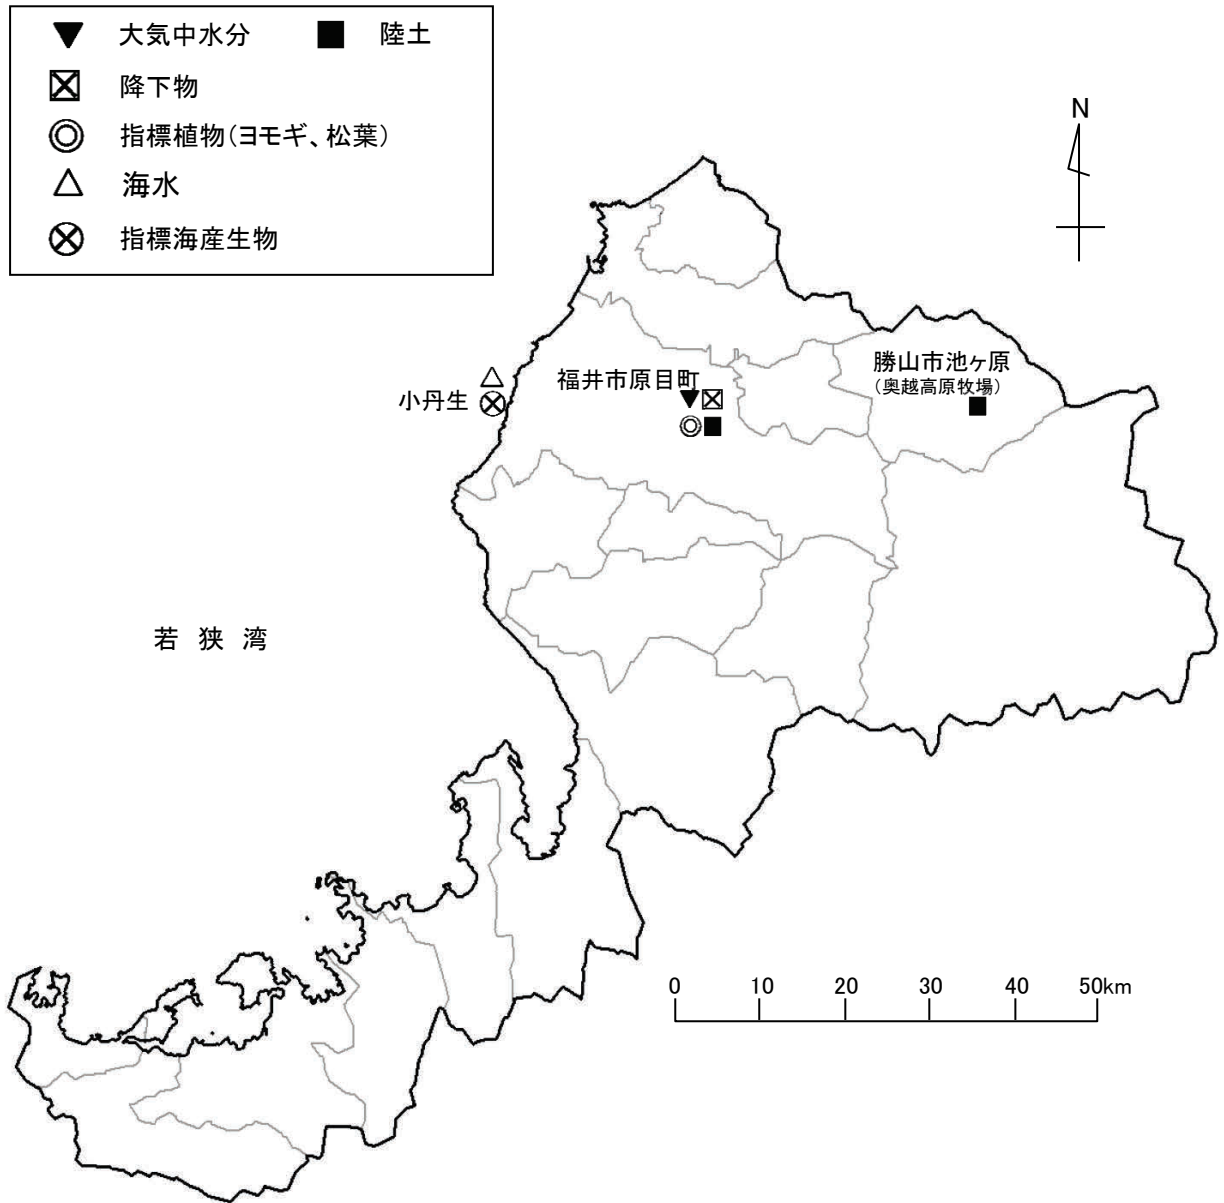 大気中水分 陸土
降下物
指標植物(ヨモギ、松葉)
海水
指標海産生物
N
勝山市池ヶ原
(奥越高原牧場)
福井市原目町
小丹生
若狭湾
0 10 20 30 40 50km